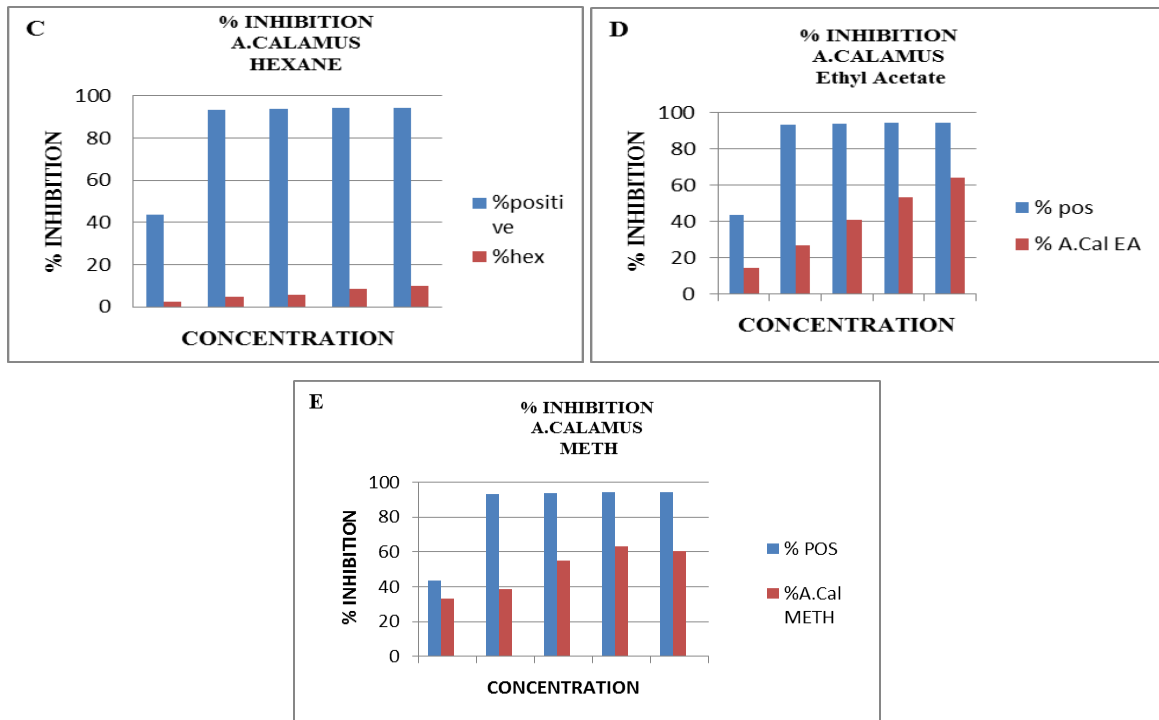 C
% INHIBITION
A.CALAMUS
HEXANE
% INHIBITION
100
80
60
40
20
0
CONCENTRATION
%positi
ve
%hex
D
% INHIBITION
A.CALAMUS
Ethyl Acetate
% INHIBITION
100
80
60
40
20
0
CONCENTRATION
% pos
% A.Cal EA
E
% INHIBITION
A.CALAMUS
METH
% INHIBITION
100
80
60
40
20
0
CONCENTRATION
% POS
%A.Cal
METH